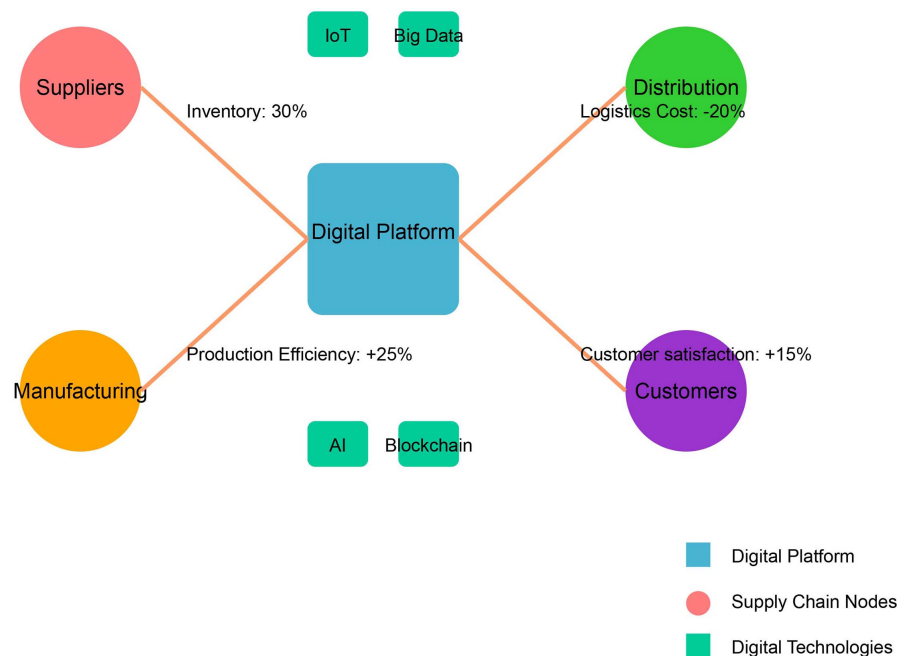 IoT
Big Data
Suppliers
Distribution
Inventory: 30%
Logistics Cost: -20%
Digital Platform
Production Efficiency: +25%
Customer satisfaction: +15%
Manufacturing
Customers
AI
Blockchain
Digital Platform
Supply Chain Nodes
Digital Technologies